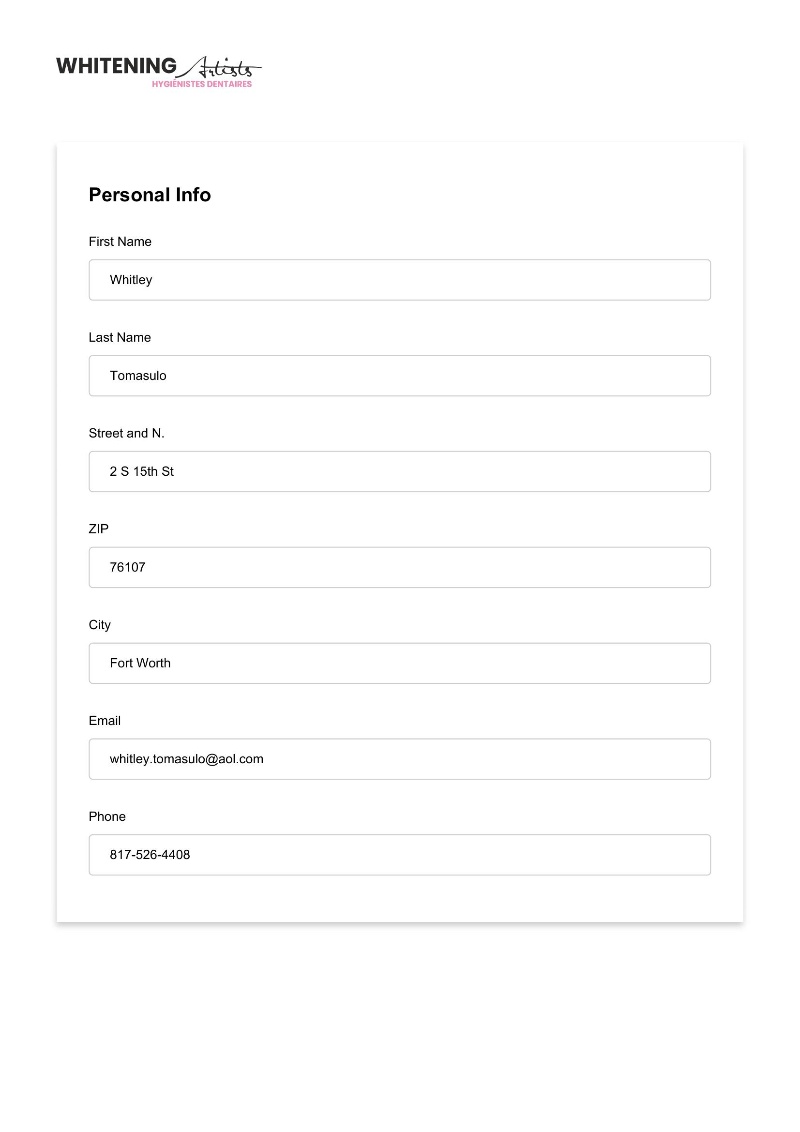 WHITENING Artists
HYGIÉNISTES DENTAIRES
Personal Info
First Name
Whitley
Last Name
Tomasulo
Street and N.
2 S 15th St
ZIP
76107
City
Fort Worth
Email
whitley.tomasulo@aol.com
Phone
817-526-4408